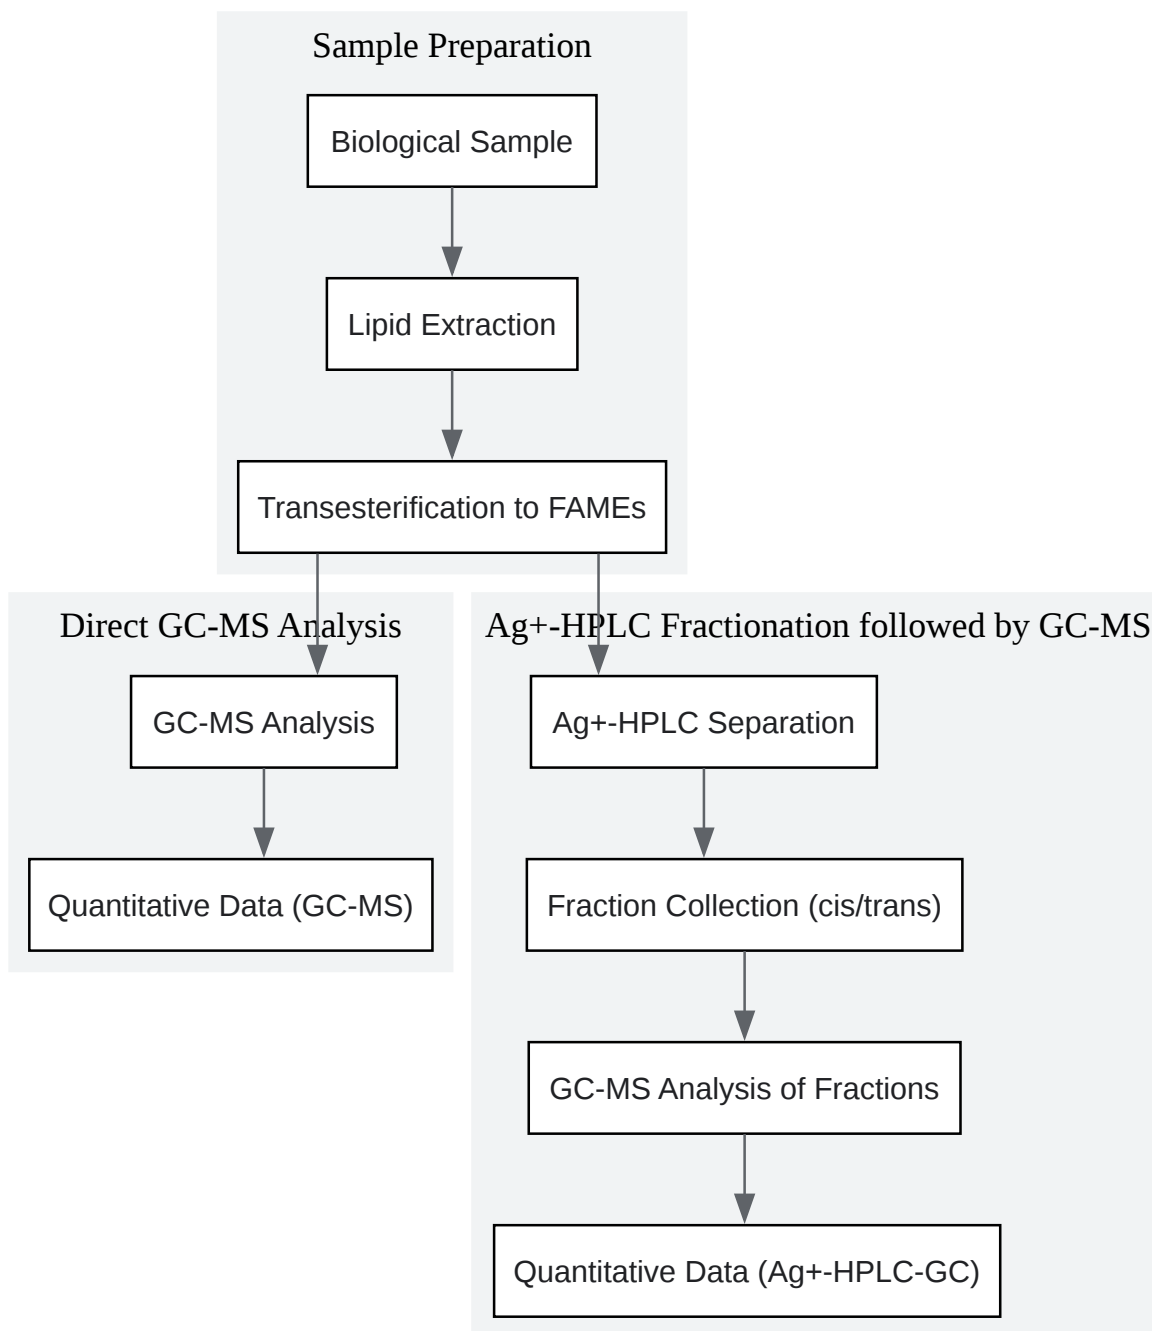 Sample Preparation
Biological Sample
Lipid Extraction
Transesterification to FAMEs
Direct GC-MS Analysis
GC-MS Analysis
Quantitative Data (GC-MS)
Ag+-HPLC Fractionation followed by GC-MS
Ag+-HPLC Separation
Fraction Collection (cis/trans)
GC-MS Analysis of Fractions
Quantitative Data (Ag+-HPLC-GC)